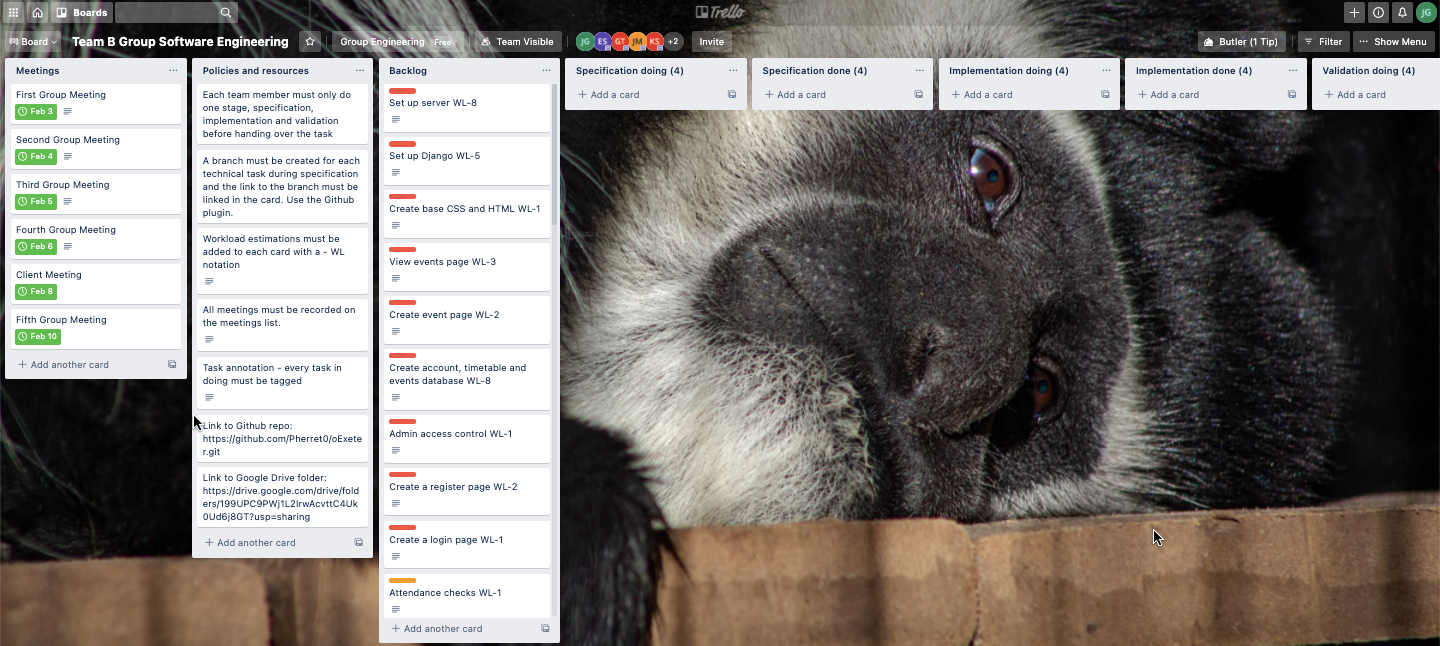 Boards
Trello
JG
Board
Team B Group Software Engineering
Group Engineering Free
Team Visible
JG ES GT JM KS +2
Invite
Butler (1 Tip)
Filter
Show Menu
Meetings
First Group Meeting
Feb 3
Second Group Meeting
Feb 4
Third Group Meeting
Feb 5
Fourth Group Meeting
Feb 6
Client Meeting
Feb 8
Fifth Group Meeting
Feb 10
Add another card
Policies and resources
Each team member must only do
one stage, specification,
implementation and validation
before handing over the task
A branch must be created for each
technical task during specification
and the link to the branch must be
linked in the card. Use the Github
plugin.
Workload estimations must be
added to each card with a - WL
notation
All meetings must be recorded on
the meetings list.
Task annotation - every task in
doing must be tagged
Link to Github repo:
https://github.com/Pherret0/oExete
r.git
Link to Google Drive folder:
https://drive.google.com/drive/fold
ers/199UPC9PWj1L2lrwAcvttC4Uk
0Ud6j8GT?usp=sharing
Add another card
Backlog
Set up server WL-8
Set up Django WL-5
Create base CSS and HTML WL-1
View events page WL-3
Create event page WL-2
Create account, timetable and
events database WL-8
Admin access control WL-1
Create a register page WL-2
Create a login page WL-1
Attendance checks WL-1
Add another card
Specification doing (4)
Add a card
Specification done (4)
Add a card
Implementation doing (4)
Add a card
Implementation done (4)
Add a card
Validation doing (4)
Add a card